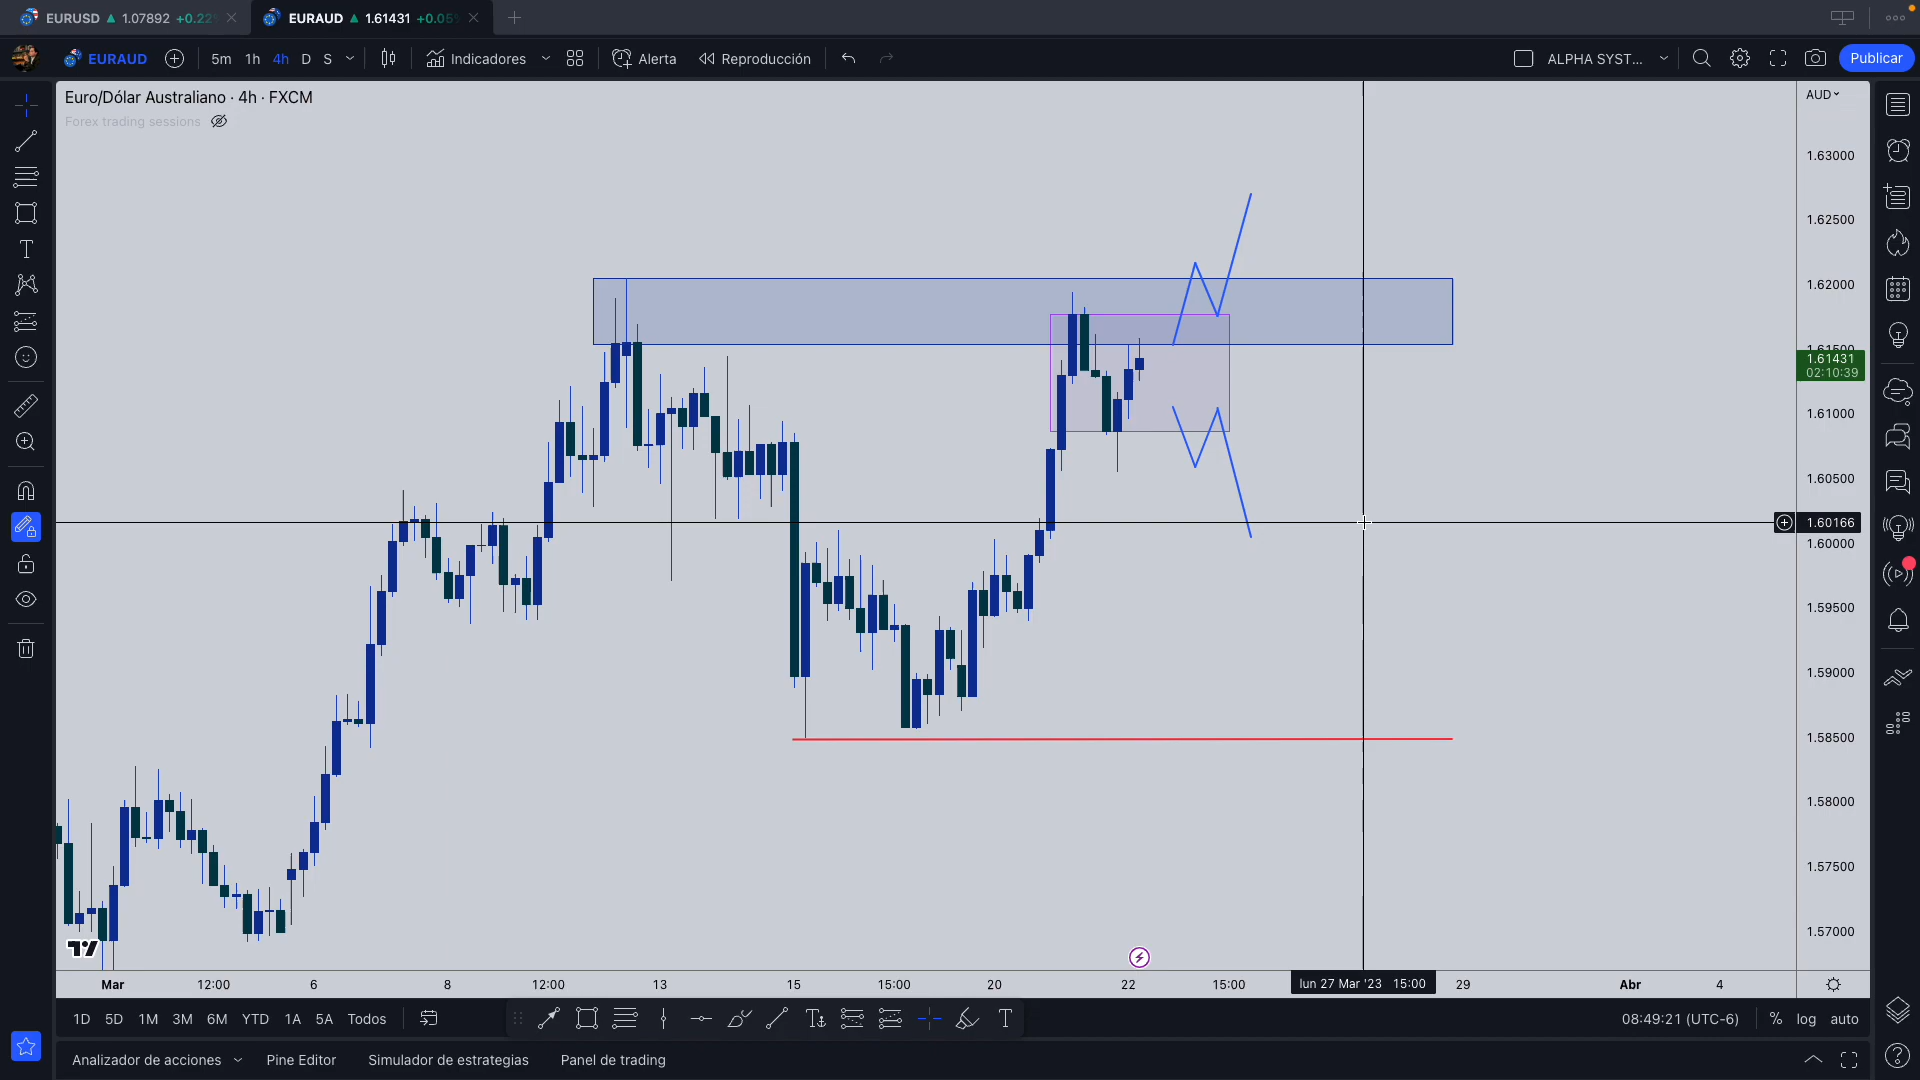 EURUSD ▲ 1.07892 +0.22
EURAUD ▲ 1.61431 +0.05
EURAUD 5m 1h 4h D S Indicadores Alerta Reproducción ALPHA SYST... Publicar
Euro/Dólar Australiano · 4h · FXCM
Forex trading sessions
AUD
1.63000
1.62500
1.62000
1.61431
02:10:39
1.61000
1.60500
1.60166
1.60000
1.59500
1.59000
1.58500
1.58000
1.57500
1.57000
Mar 12:00 6 8 12:00 13 15 15:00 20 22 15:00 lun 27 Mar '23 15:00 29 Abr 4
1D 5D 1M 3M 6M YTD 1A 5A Todos 08:49:21 (UTC-6) % log auto
Analizador de acciones Pine Editor Simulador de estrategias Panel de trading